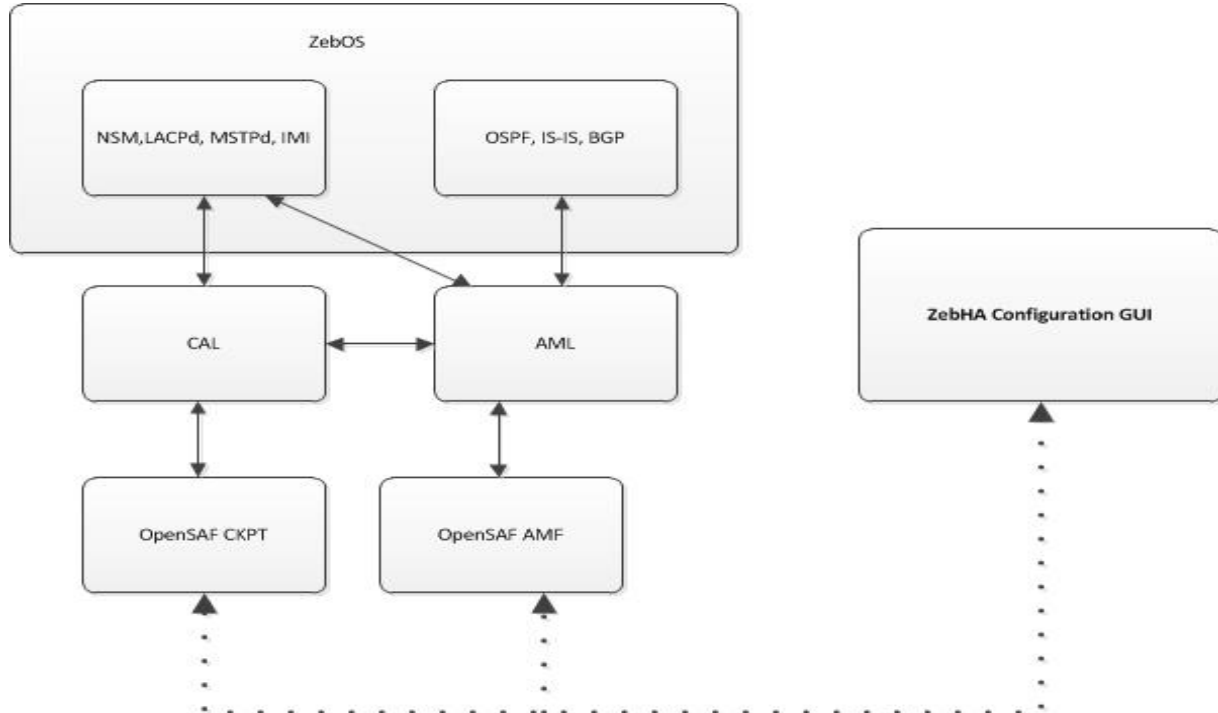 ZebOS
NSM,LACPd, MSTPd, IMI
OSPF, IS-IS, BGP
ZebHA Configuration GUI
CAL
AML
OpenSAF CKPT
OpenSAF AMF